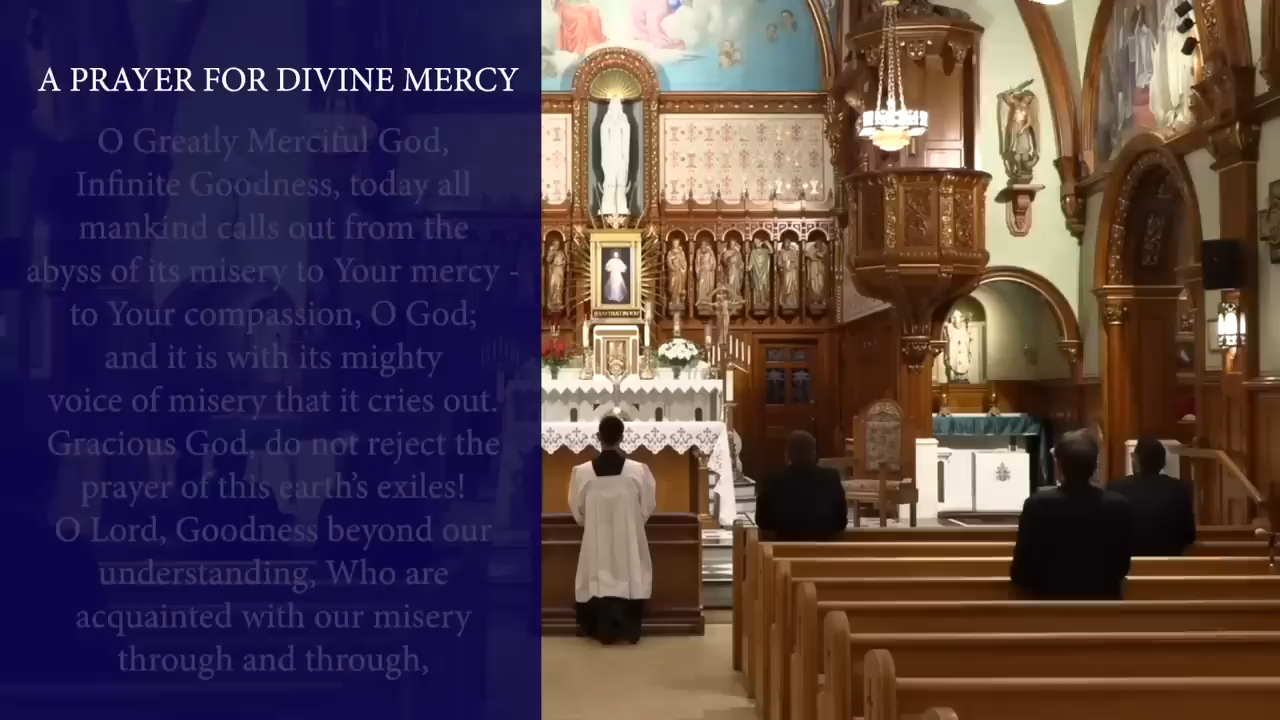 A PRAYER FOR DIVINE MERCY
O Greatly Merciful God,
Infinite Goodness, today all
mankind calls out from the
abyss of its misery to Your mercy -
to Your compassion, O God;
and it is with its mighty
voice of misery that it cries out.
Gracious God, do not reject the
prayer of this earth's exiles!
O Lord, Goodness beyond our
understanding, Who are
acquainted with our misery
through and through,